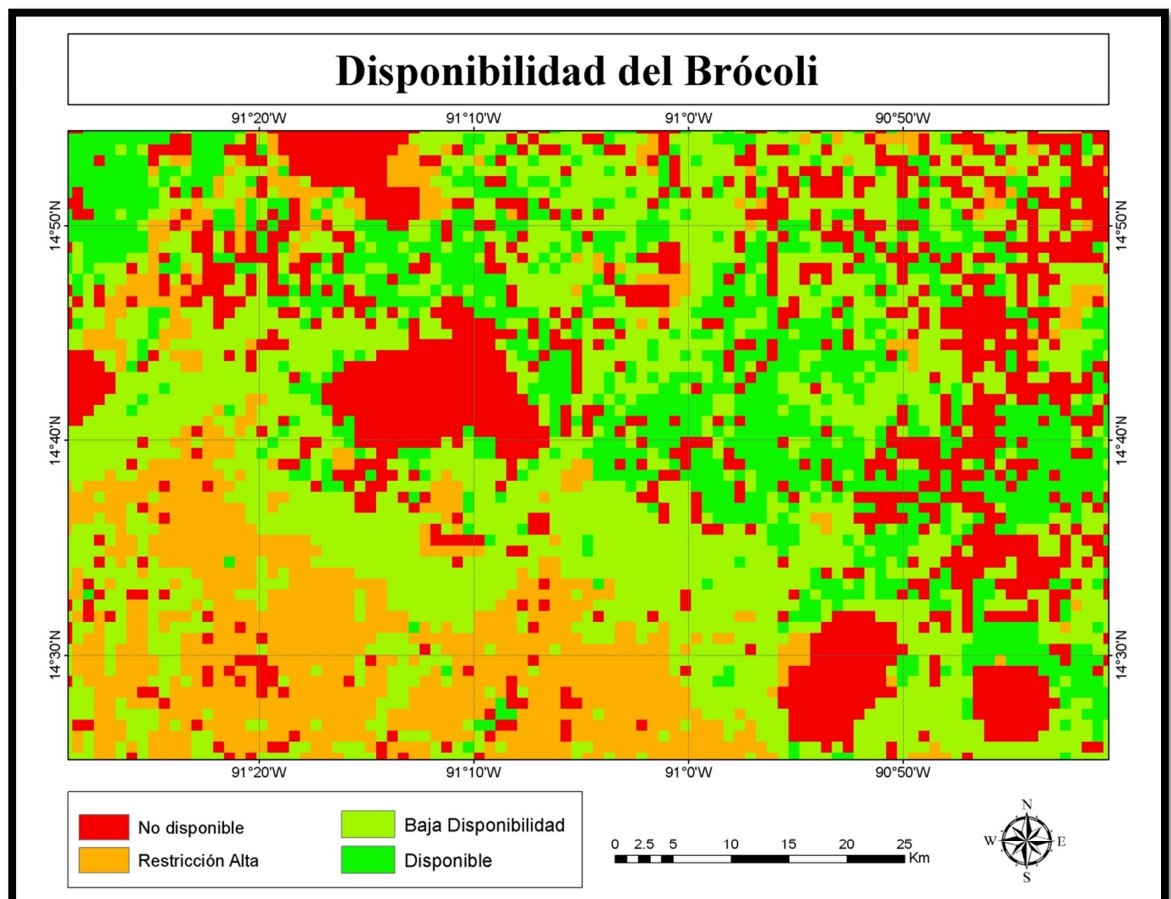 Disponibilidad del Brócoli
91°20'W 91°10'W 91°0'W 90°50'W
14°50'N 14°50'N
14°40'N 14°40'N
14°30'N 14°30'N
91°20'W 91°10'W 91°0'W 90°50'W
No disponible
Restricción Alta
Baja Disponibilidad
Disponible
0 2.5 5 10 15 20 25
Km
N
W E
S